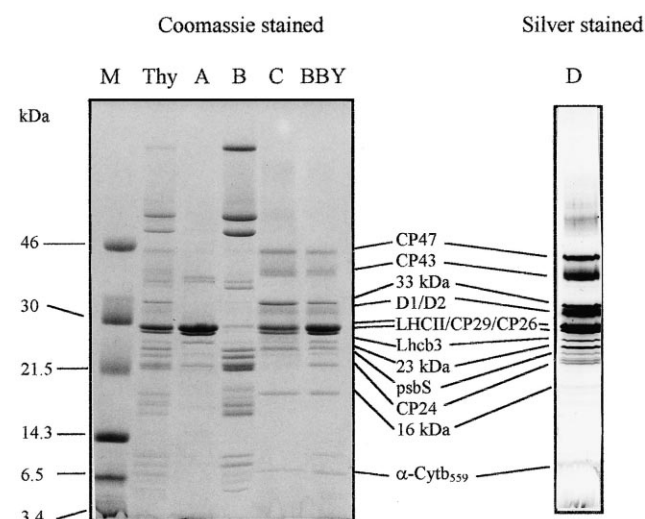 Coomassie stained
Silver stained
M Thy A B C BBY
D
kDa
46
30
21.5
14.3
6.5
3.4
CP47
CP43
33 kDa
D1/D2
LHCII/CP29/CP26
Lhcb3
23 kDa
psbS
CP24
16 kDa
α-Cytb₅₅₉